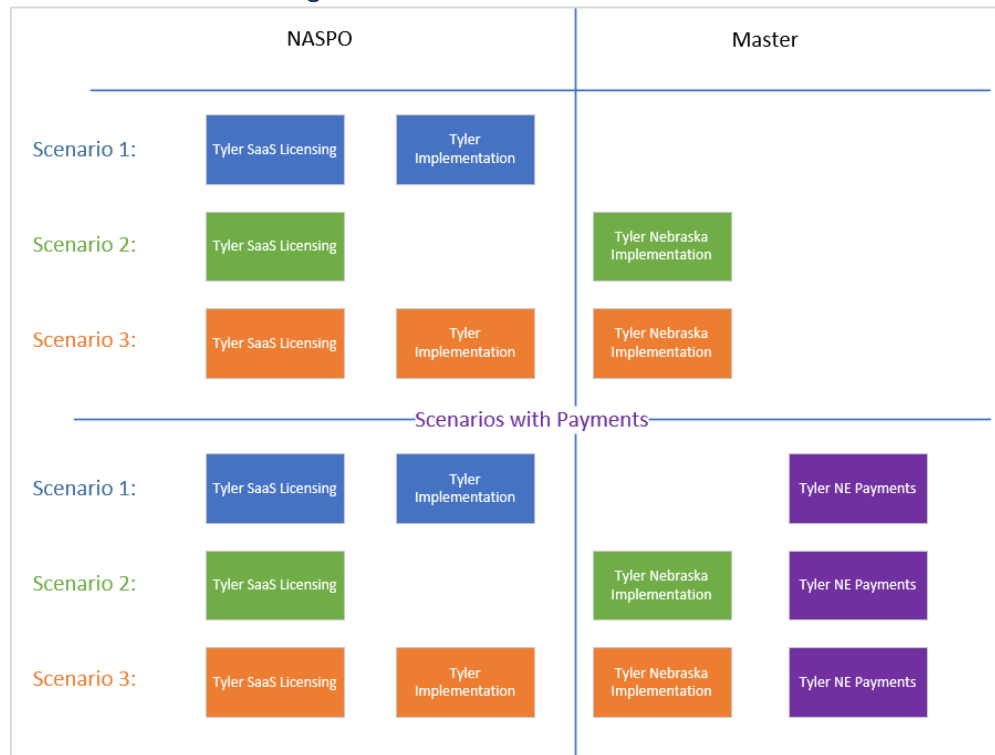 NASPO
Master
Scenario 1:
Tyler SaaS Licensing
Tyler
Implementation
Scenario 2:
Tyler SaaS Licensing
Tyler Nebraska
Implementation
Scenario 3:
Tyler SaaS Licensing
Tyler
Implementation
Tyler Nebraska
Implementation
Scenarios with Payments
Scenario 1:
Tyler SaaS Licensing
Tyler
Implementation
Tyler NE Payments
Scenario 2:
Tyler SaaS Licensing
Tyler Nebraska
Implementation
Tyler NE Payments
Scenario 3:
Tyler SaaS Licensing
Tyler
Implementation
Tyler Nebraska
Implementation
Tyler NE Payments